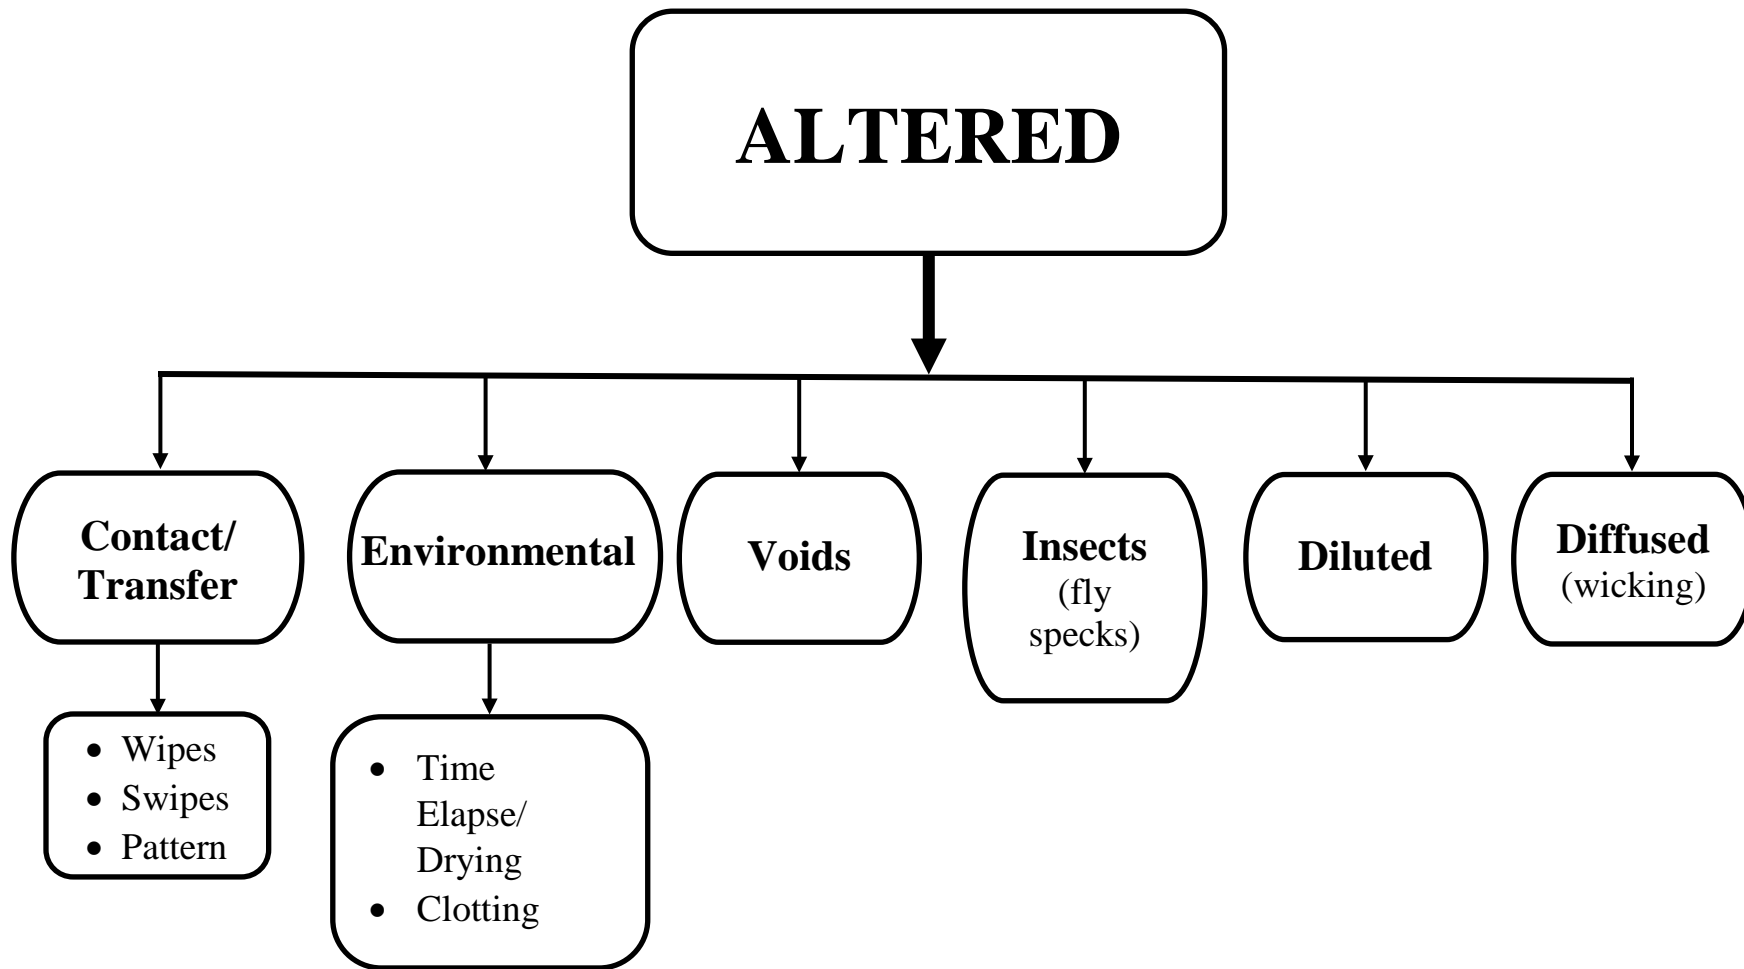 ALTERED
Contact/
Transfer
Environmental
Voids
Insects
(fly
specks)
Diluted
Diffused
(wicking)
• Wipes
• Swipes
• Pattern
• Time
Elapse/
Drying
• Clotting